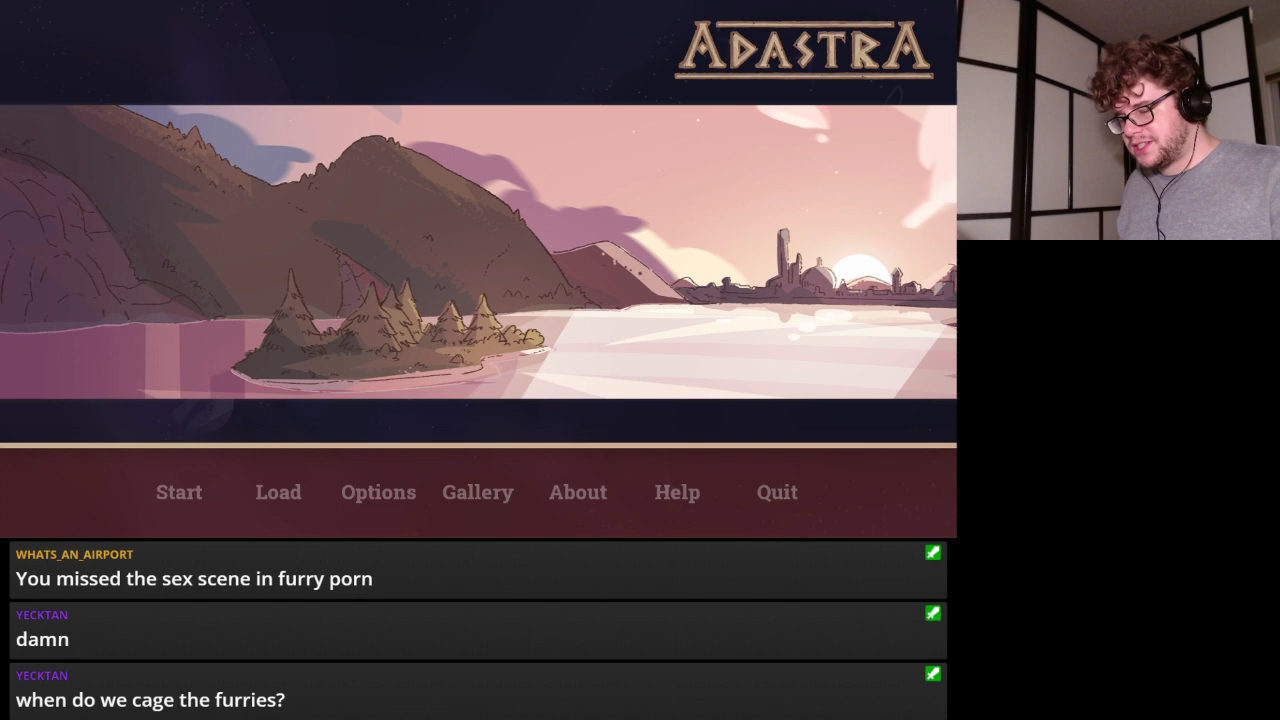 ADASTRA
Start Load Options Gallery About Help Quit
WHATS_AN_AIRPORT
You missed the sex scene in furry porn
YECKTAN
damn
YECKTAN
when do we cage the furries?